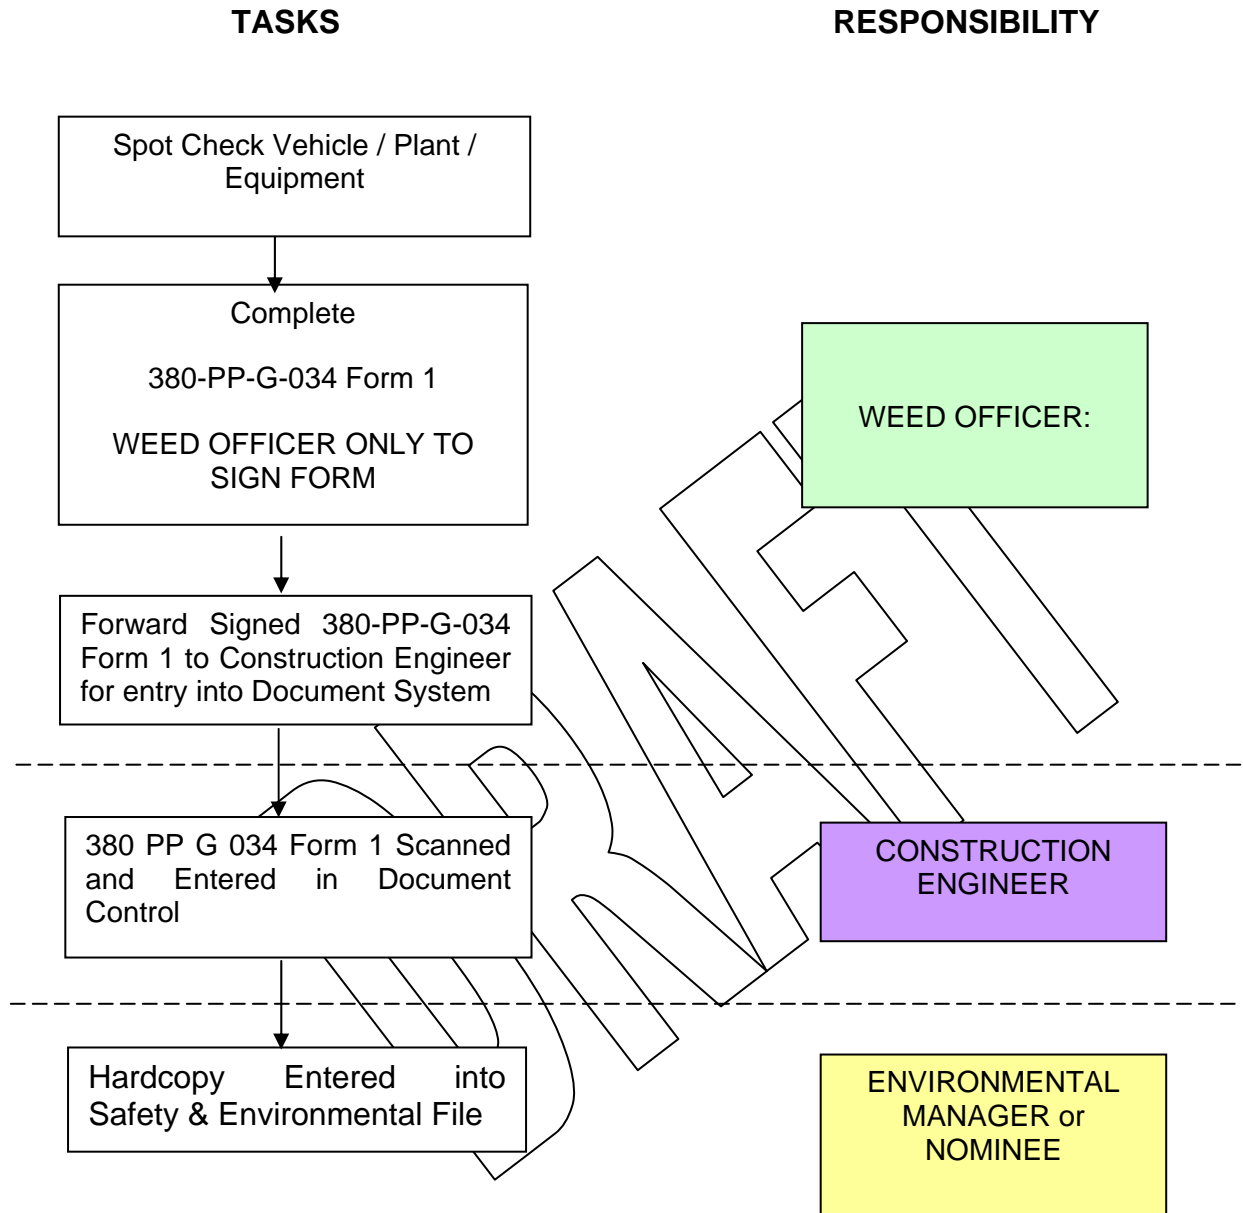 TASKS
RESPONSIBILITY
Spot Check Vehicle / Plant /
Equipment
Complete
380-PP-G-034 Form 1
WEED OFFICER ONLY TO
SIGN FORM
WEED OFFICER:
Forward Signed 380-PP-G-034
Form 1 to Construction Engineer
for entry into Document System
380 PP G 034 Form 1 Scanned
and Entered in Document
Control
CONSTRUCTION
ENGINEER
Hardcopy Entered into
Safety & Environmental File
ENVIRONMENTAL
MANAGER or
NOMINEE
DRAFT